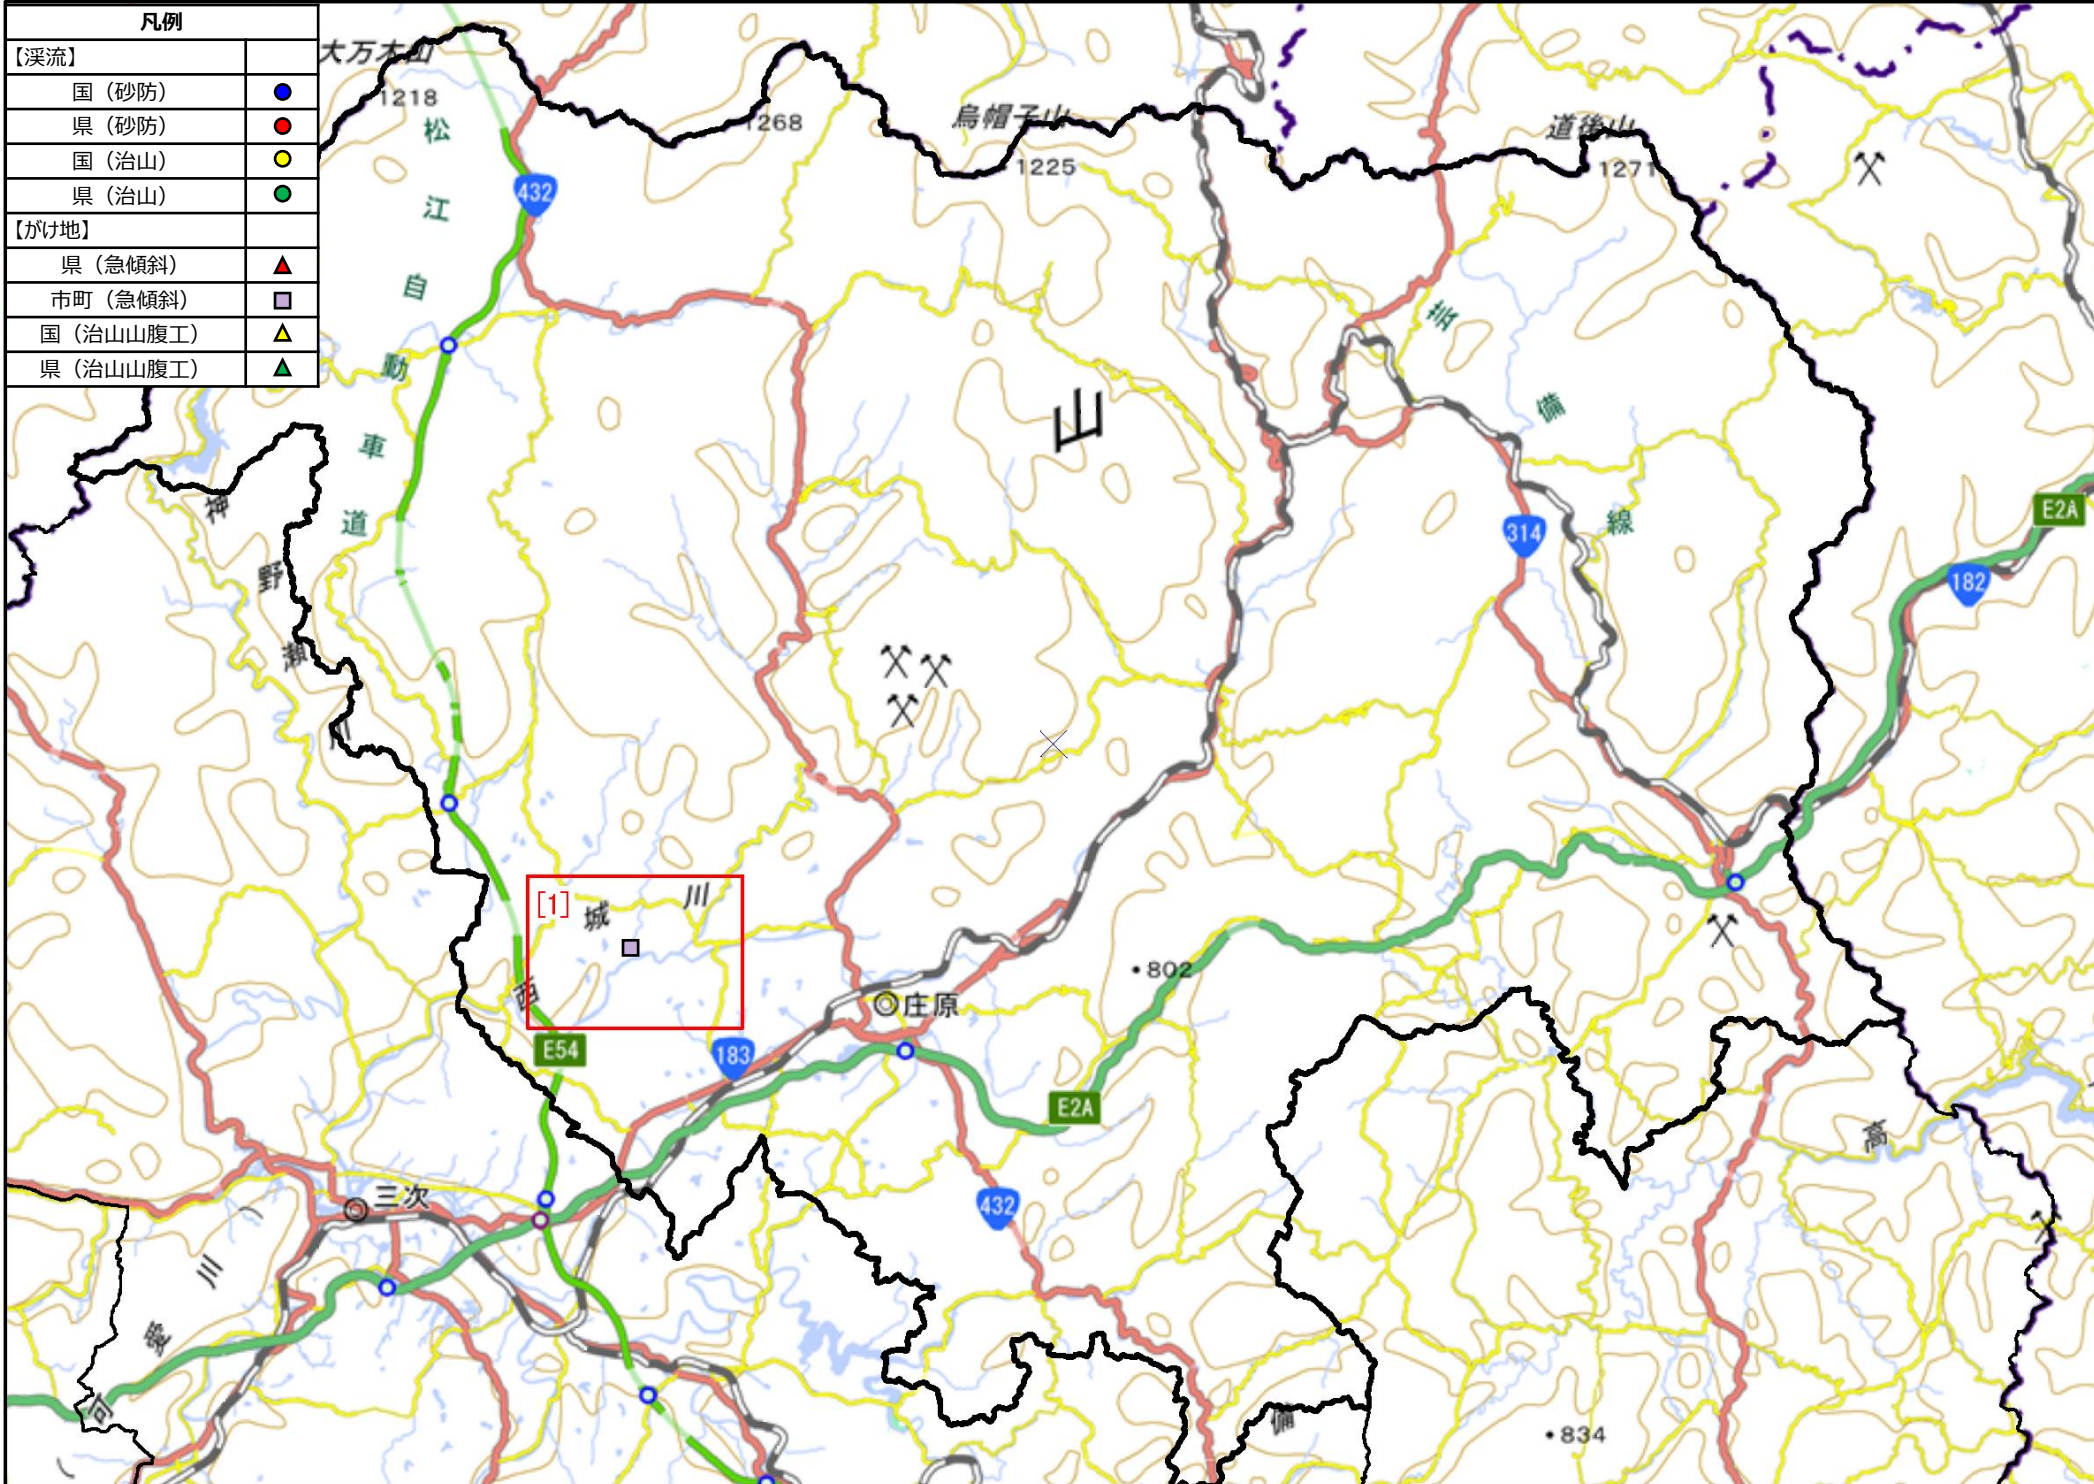 凡例
【渓流】
国（砂防）
県（砂防）
国（治山）
県（治山）
【がけ地】
県（急傾斜）
市町（急傾斜）
国（治山山腹工）
県（治山山腹工）
大万木山
1218
1268
烏帽子山
1225
道後山
1271
松
江
自
動
車
道
432
芸
備
線
山
神
野
瀬
川
314
E2A
182
[1]
城
川
西
802
庄原
E54
183
E2A
高
三次
432
川
愛
可
備
834